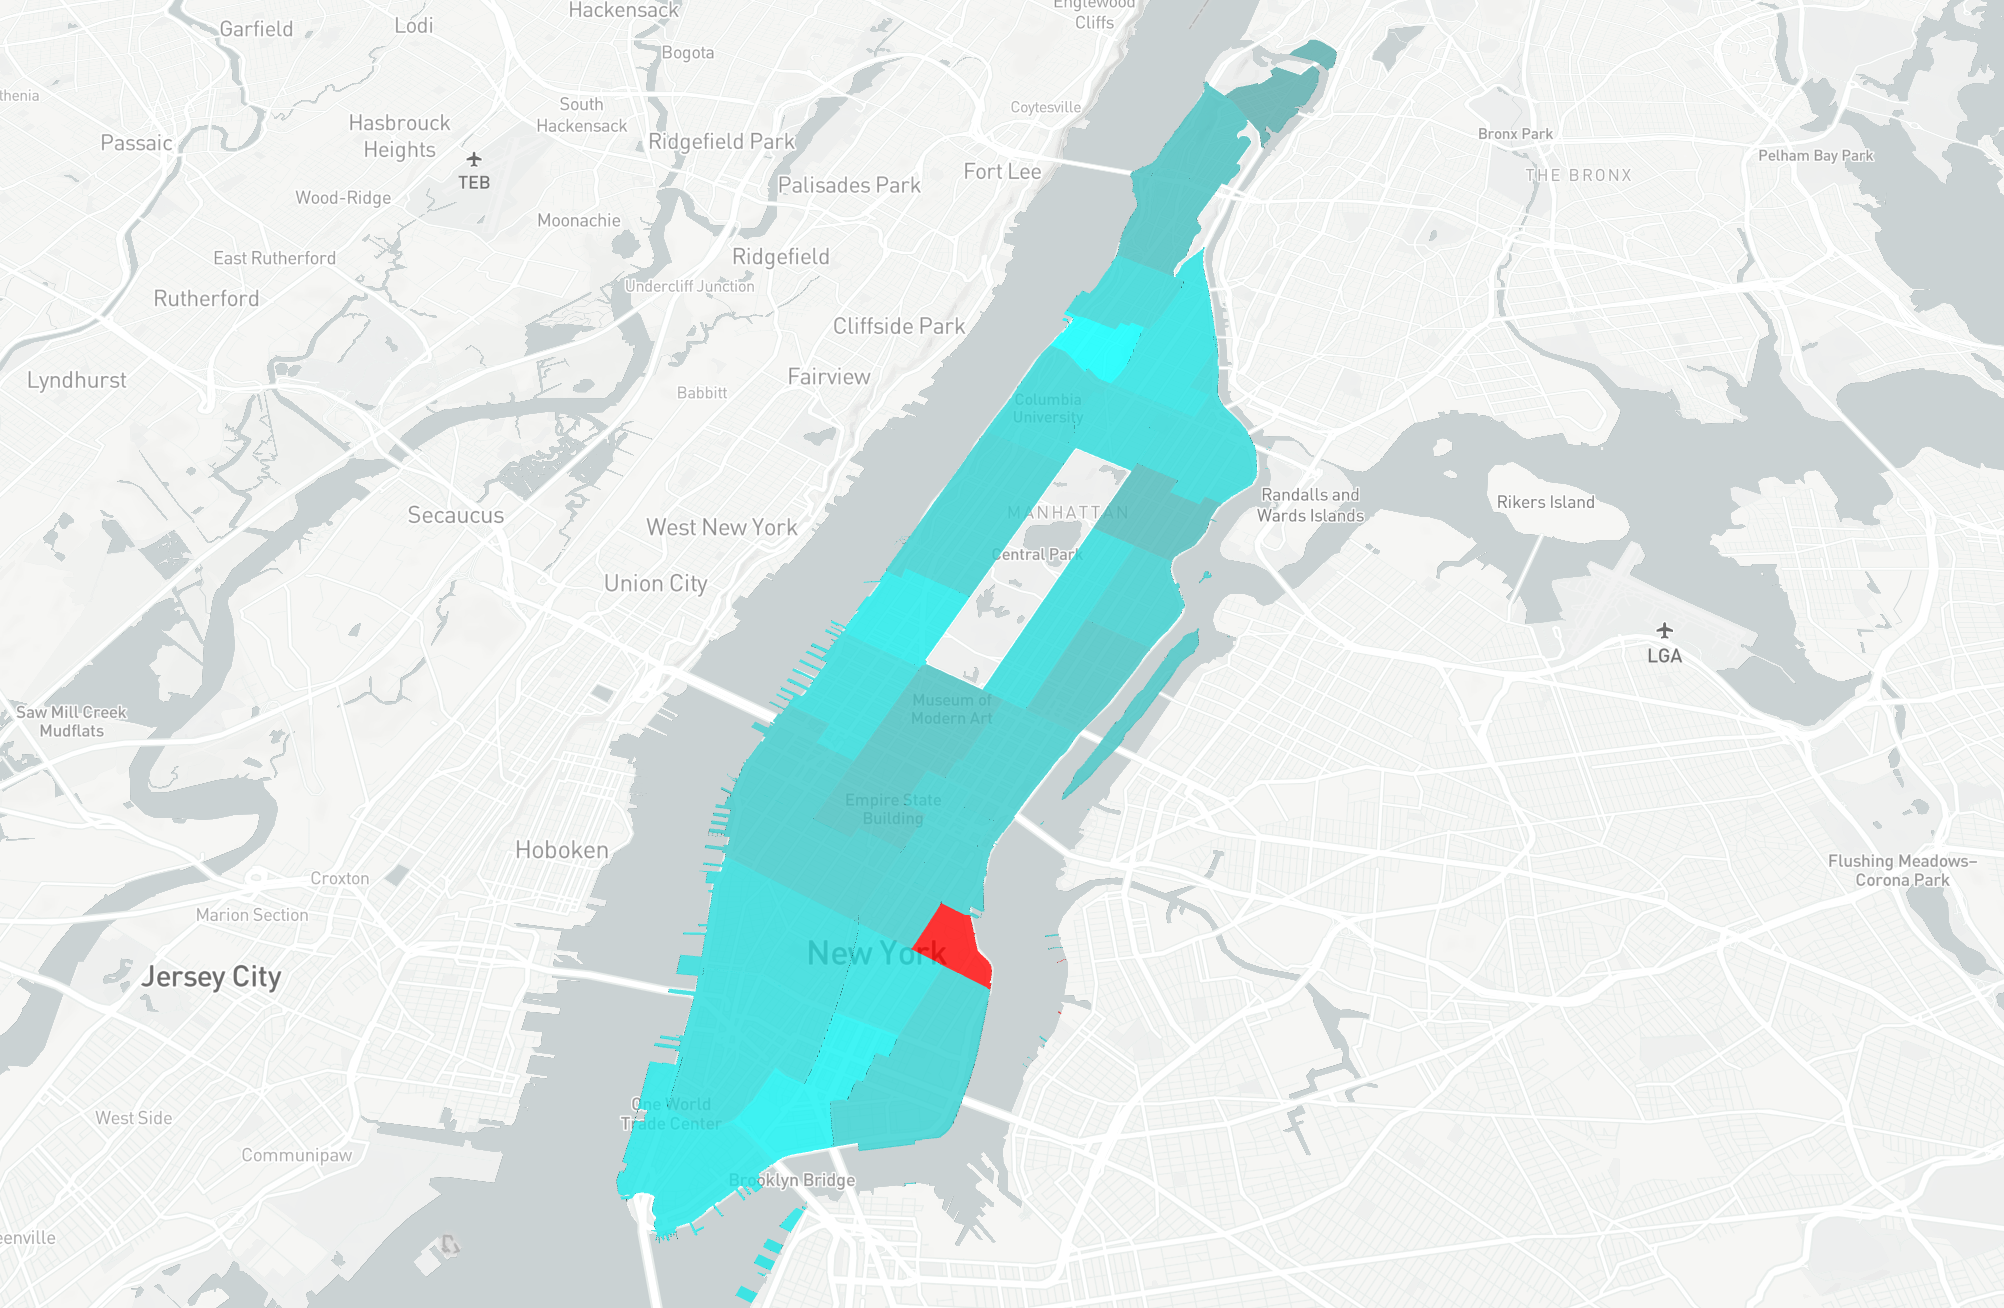 Garfield
Lodi
Hackensack
Bogota
Englewood
Cliffs
thenia
Passaic
Hasbrouck
Heights
South
Hackensack
Coytesville
TEB
Ridgefield Park
Fort Lee
Palisades Park
Wood-Ridge
Moonachie
Bronx Park
Pelham Bay Park
THE BRONX
East Rutherford
Ridgefield
Undercliff Junction
Rutherford
Cliffside Park
Lyndhurst
Babbitt
Fairview
Columbia
University
Secaucus
West New York
MANHATTAN
Central Park
Randalls and
Wards Islands
Rikers Island
Union City
LGA
Saw Mill Creek
Mudflats
Museum of
Modern Art
Empire State
Building
Hoboken
Croxton
Marion Section
Flushing Meadows–
Corona Park
New York
Jersey City
One World
Trade Center
West Side
Communipaw
Brooklyn Bridge
eenville